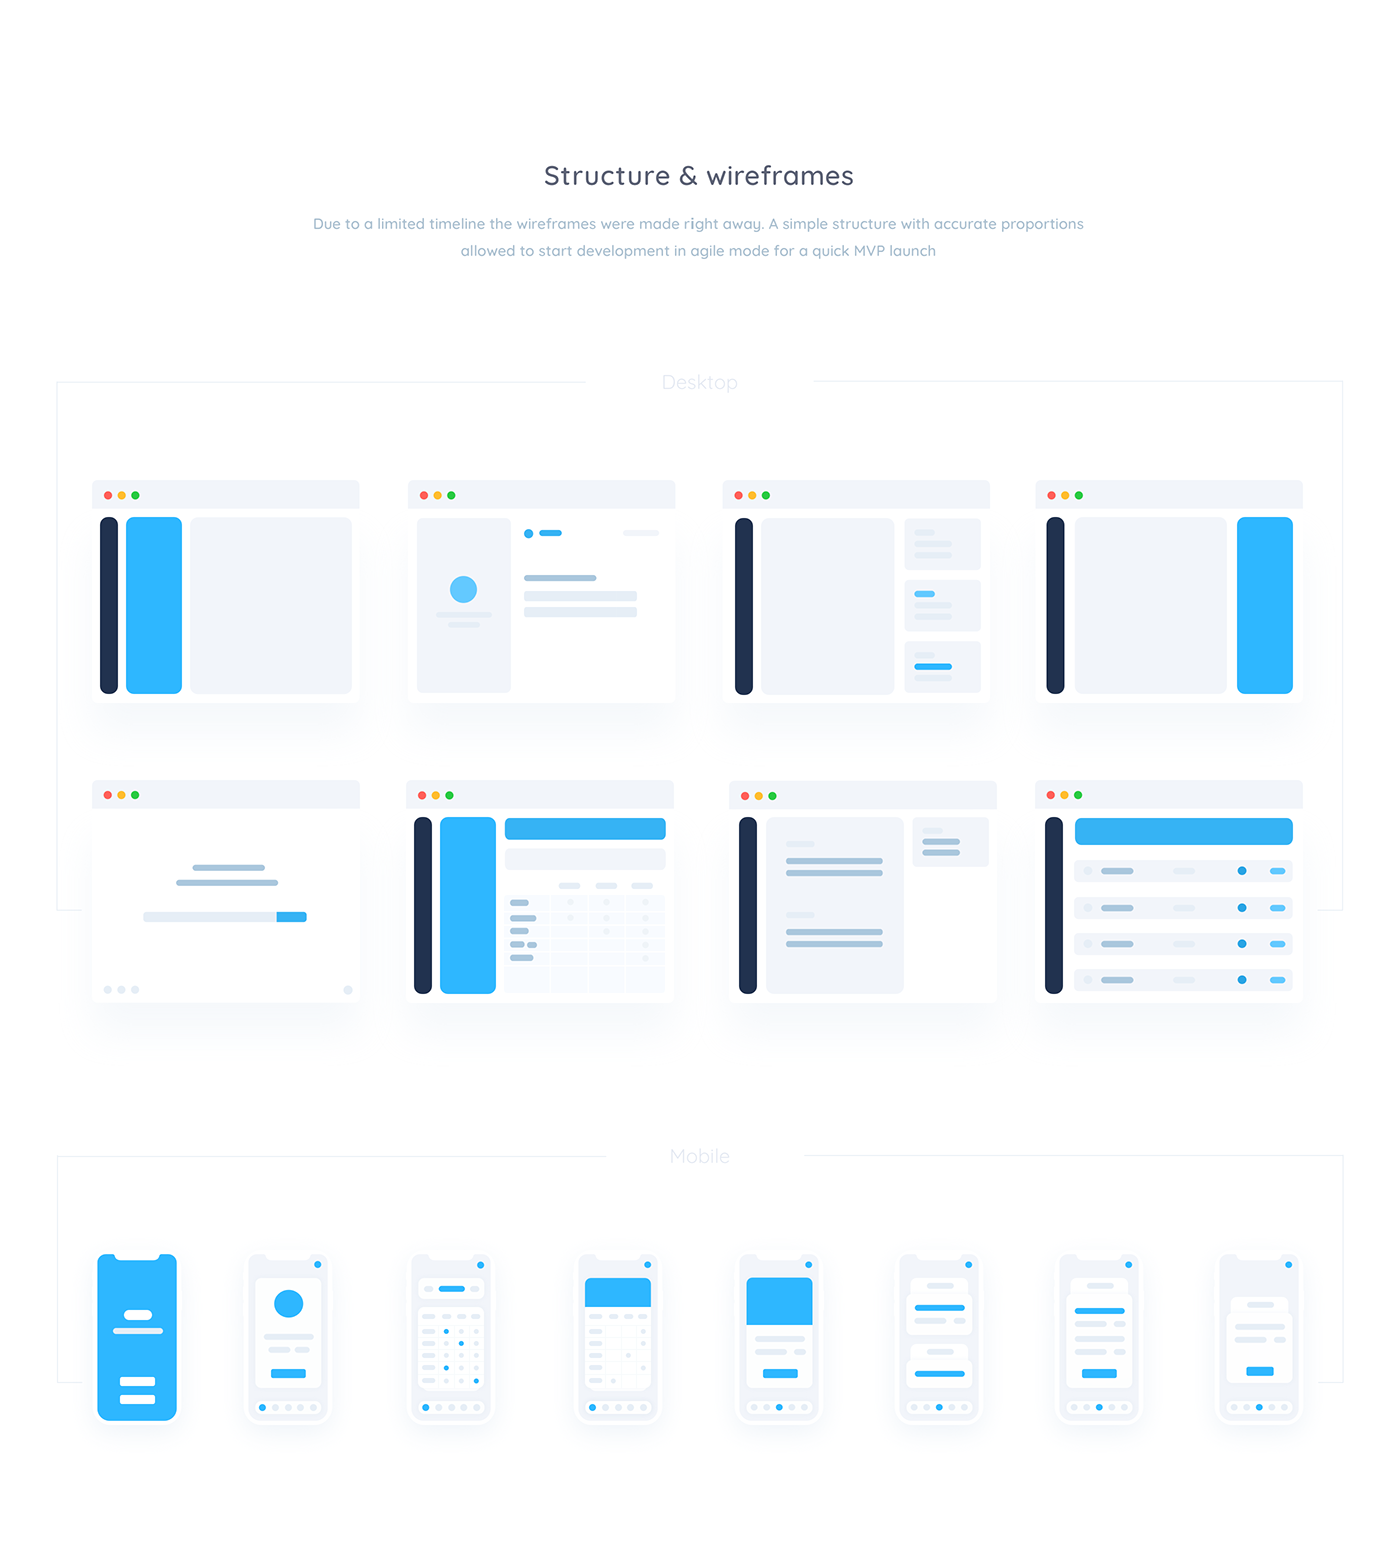 Structure & wireframes
Due to a limited timeline the wireframes were made right away. A simple structure with accurate proportions
allowed to start development in agile mode for a quick MVP launch
Desktop
Mobile